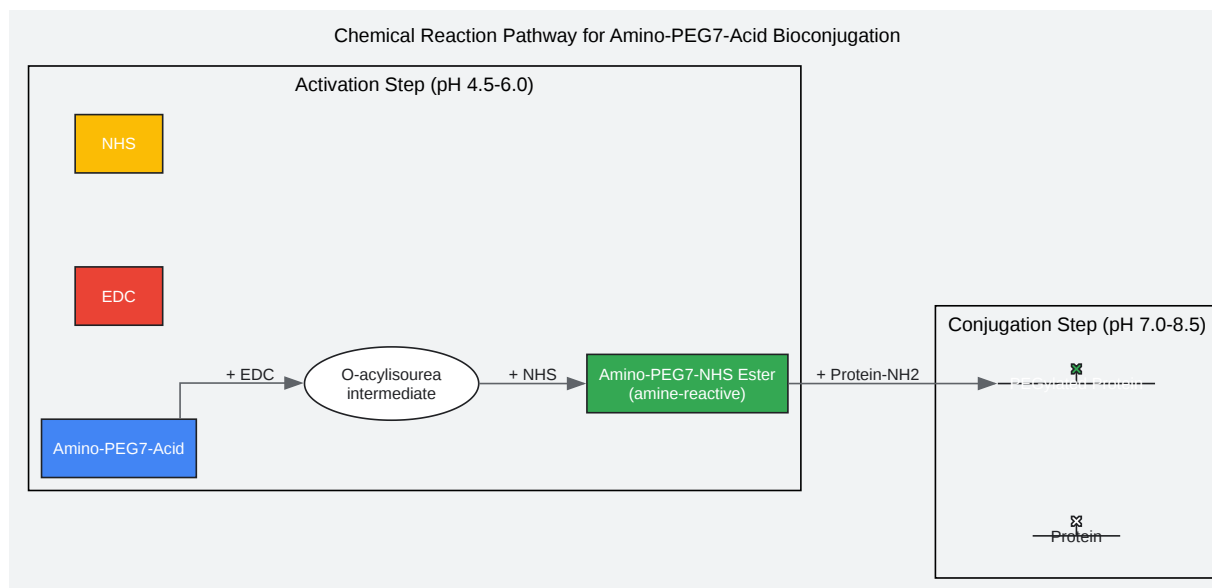 Chemical Reaction Pathway for Amino-PEG7-Acid Bioconjugation
Activation Step (pH 4.5-6.0)
NHS
EDC
Conjugation Step (pH 7.0-8.5)
+ EDC
O-acylisourea
intermediate
+ NHS
Amino-PEG7-NHS Ester
(amine-reactive)
+ Protein-NH2
PEGylated Protein
Amino-PEG7-Acid
Protein